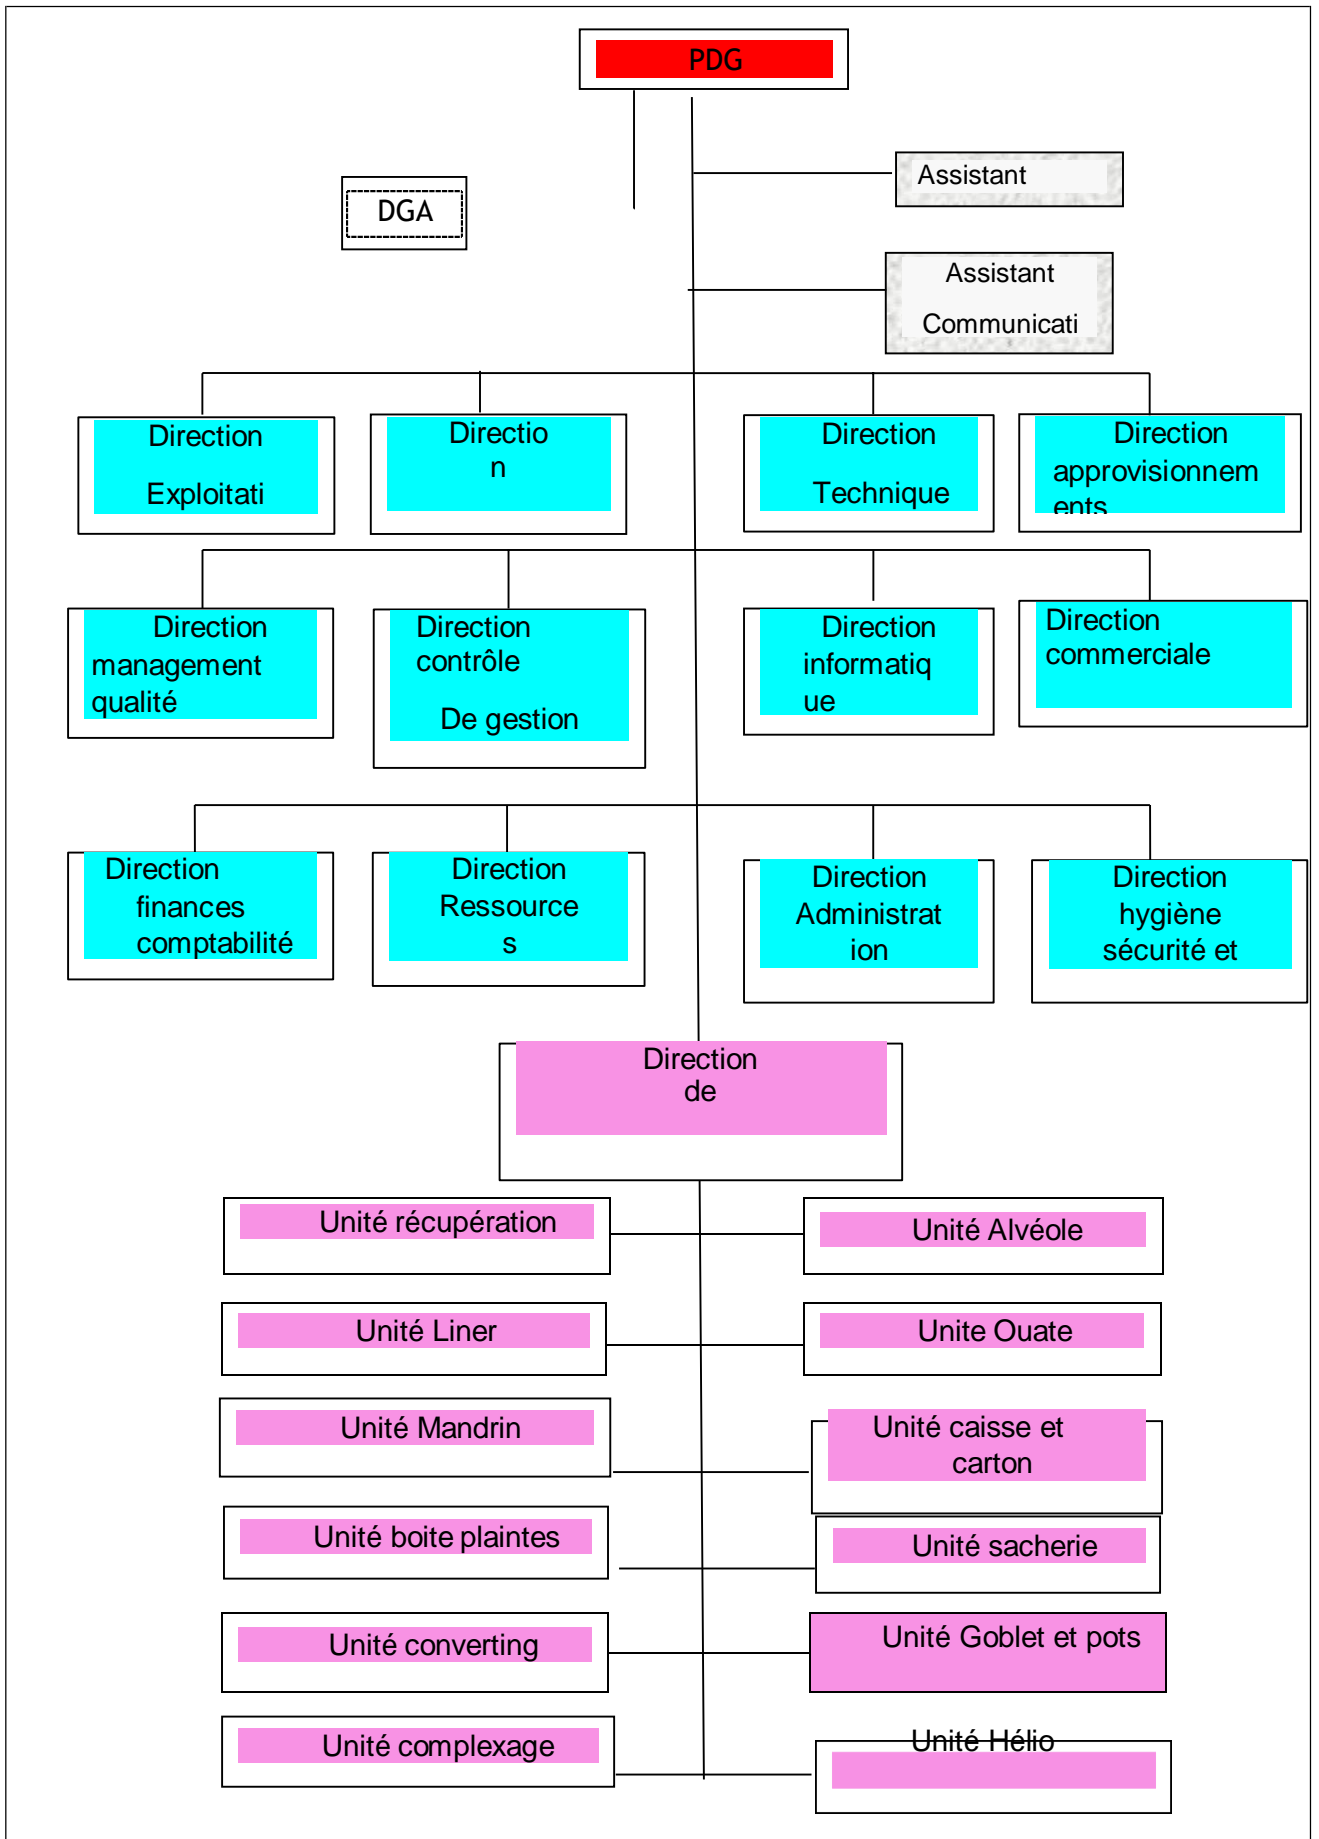 PDG
Assistant
DGA
Assistant
Communicati
Direction
Exploitati
Directio
n
Direction
Technique
Direction
approvisionnem
ents
Direction
management
qualité
Direction
contrôle
De gestion
Direction
informatiq
ue
Direction
commerciale
Direction
finances
comptabilité
Direction
Ressource
s
Direction
Administrat
ion
Direction
hygiène
sécurité et
Direction
de
Unité récupération
Unité Alvéole
Unité Liner
Unite Ouate
Unité Mandrin
Unité caisse et
carton
Unité boite plaintes
Unité sacherie
Unité converting
Unité Goblet et pots
Unité complexage
Unité Hélio